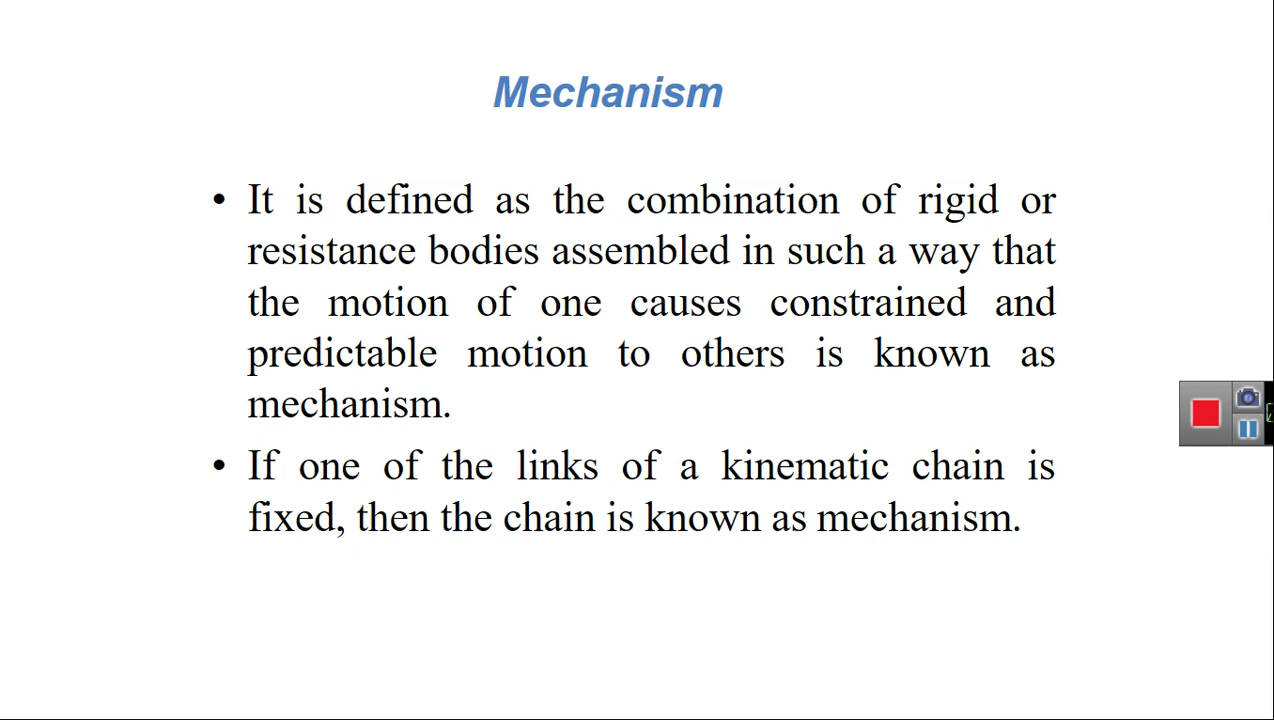 Mechanism
• It is defined as the combination of rigid or
resistance bodies assembled in such a way that
the motion of one causes constrained and
predictable motion to others is known as
mechanism.
• If one of the links of a kinematic chain is
fixed, then the chain is known as mechanism.